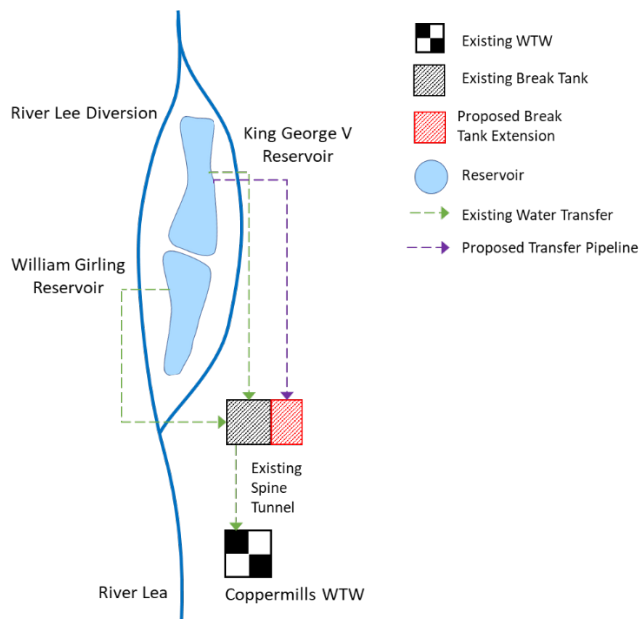 River Lee Diversion
King George V
Reservoir
William Girling
Reservoir
Existing
Spine
Tunnel
River Lea
Coppermills WTW
Existing WTW
Existing Break Tank
Proposed Break
Tank Extension
Reservoir
Existing Water Transfer
Proposed Transfer Pipeline